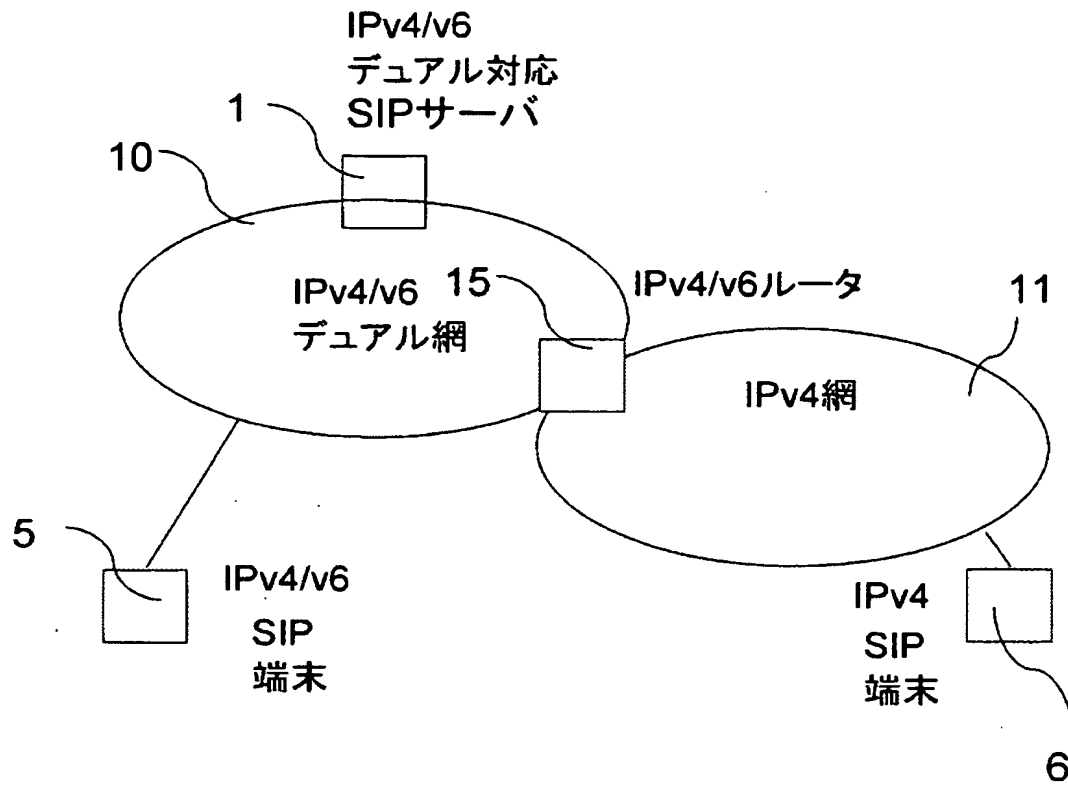 IPv4/v6
デュアル対応
SIPサーバ
1
10
IPv4/v6
デュアル網
15
IPv4/v6ルータ
11
IPv4網
5
IPv4/v6
SIP
端末
IPv4
SIP
端末
6